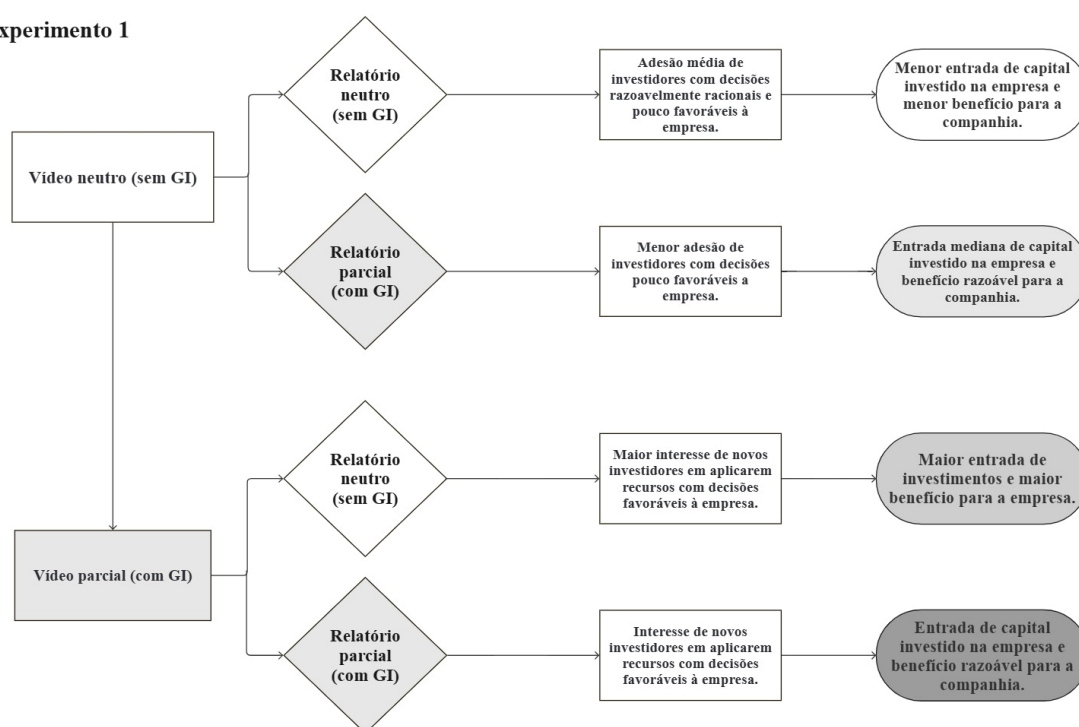 xperimento 1
Relatório
neutro
(sem GI)
Adesão média de
investidores com decisões
razoavelmente racionais e
pouco favoráveis à
empresa.
Menor entrada de capital
investido na empresa e
menor benefício para a
companhia.
Vídeo neutro (sem GI)
Relatório
parcial
(com GI)
Menor adesão de
investidores com decisões
pouco favoráveis a
empresa.
Entrada mediana de capital
investido na empresa e
benefício razoável para a
companhia.
Relatório
neutro
(sem GI)
Maior interesse de novos
investidores em aplicarem
recursos com decisões
favoráveis à empresa.
Maior entrada de
investimentos e maior
benefício para a empresa.
Vídeo parcial (com GI)
Relatório
parcial
(com GI)
Interesse de novos
investidores em aplicarem
recursos com decisões
favoráveis à empresa.
Entrada de capital
investido na empresa e
benefício razoável para a
companhia.